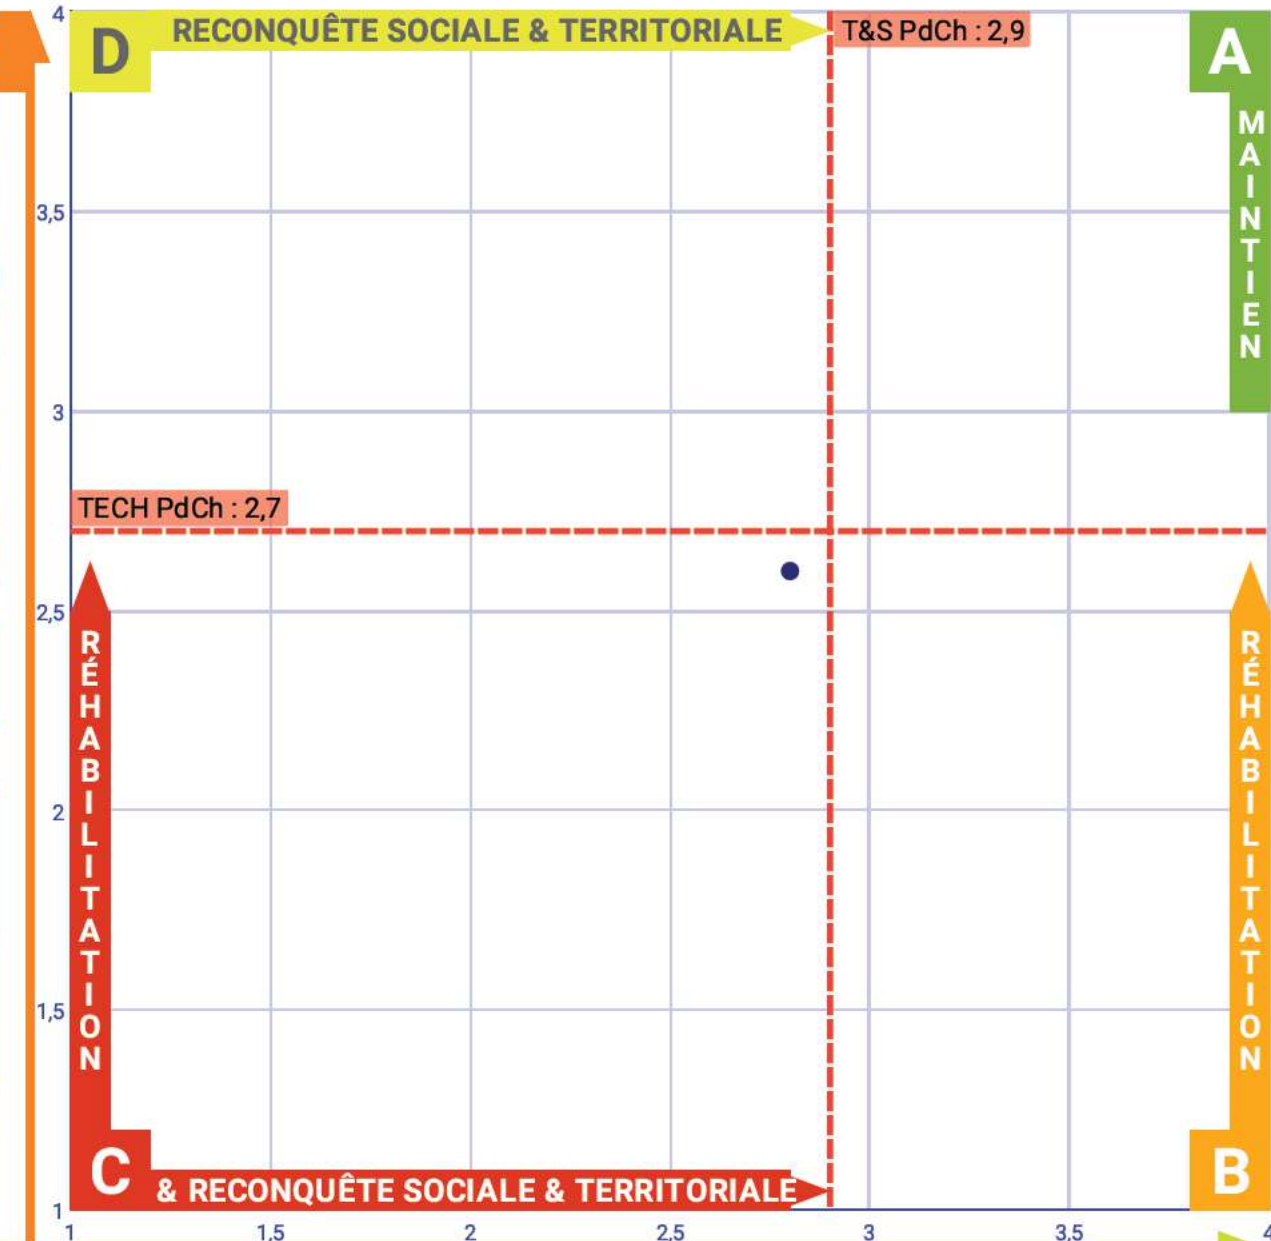 4
D
RECONQUÊTE SOCIALE & TERRITORIALE
T&S PdCh : 2,9
A
MAINTIEN
3,5
3
TECH PdCh : 2,7
2,5
RÉHABILITATION
RÉHABILITATION
2
1,5
C
& RECONQUÊTE SOCIALE & TERRITORIALE
B
1
1
1,5
2
2,5
3
3,5
4